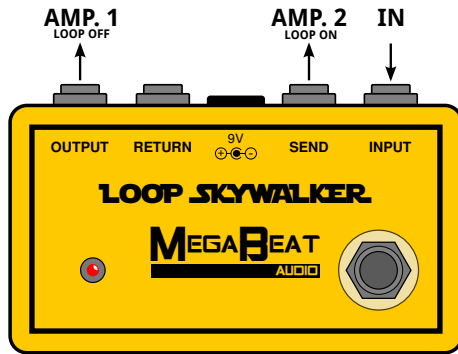 AMP. 1 AMP. 2 IN
LOOP OFF LOOP ON
OUTPUT RETURN 9V SEND INPUT
+ -
LOOP SKYWALKER
MEGABEAT
AUDIO